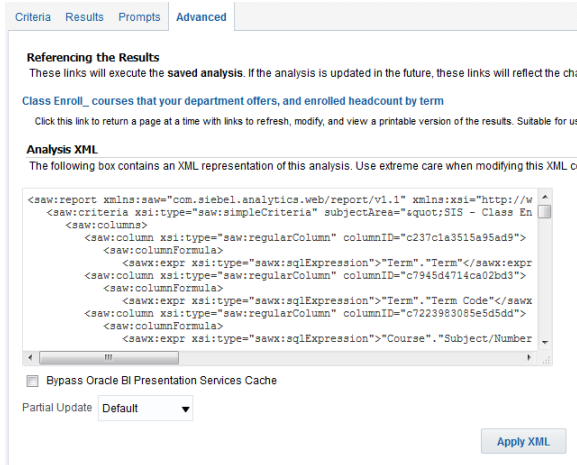 Criteria Results Prompts Advanced
Referencing the Results
These links will execute the saved analysis. If the analysis is updated in the future, these links will reflect the cha
Class Enroll_ courses that your department offers, and enrolled headcount by term
Click this link to return a page at a time with links to refresh, modify, and view a printable version of the results. Suitable for us
Analysis XML
The following box contains an XML representation of this analysis. Use extreme care when modifying this XML co
<saw:report xmlns:saw="com.siebel.analytics.web/report/v1.1" xmlns:xsi="http://w
<saw:criteria xsi:type="saw:simpleCriteria" subjectArea="&quot;SIS - Class En
<saw:columns>
<saw:column xsi:type="saw:regularColumn" columnID="c237c1a3515a95ad9">
<saw:columnFormula>
<sawx:expr xsi:type="sawx:sqlExpression">"Term"."Term"</sawx:expr
<saw:column xsi:type="saw:regularColumn" columnID="c7945d4714ca02bd3">
<saw:columnFormula>
<sawx:expr xsi:type="sawx:sqlExpression">"Term"."Term Code"</sawx
<saw:column xsi:type="saw:regularColumn" columnID="c7223983085e5d5dd">
<saw:columnFormula>
<sawx:expr xsi:type="sawx:sqlExpression">"Course"."Subject/Number
Bypass Oracle BI Presentation Services Cache
Partial Update Default
Apply XML